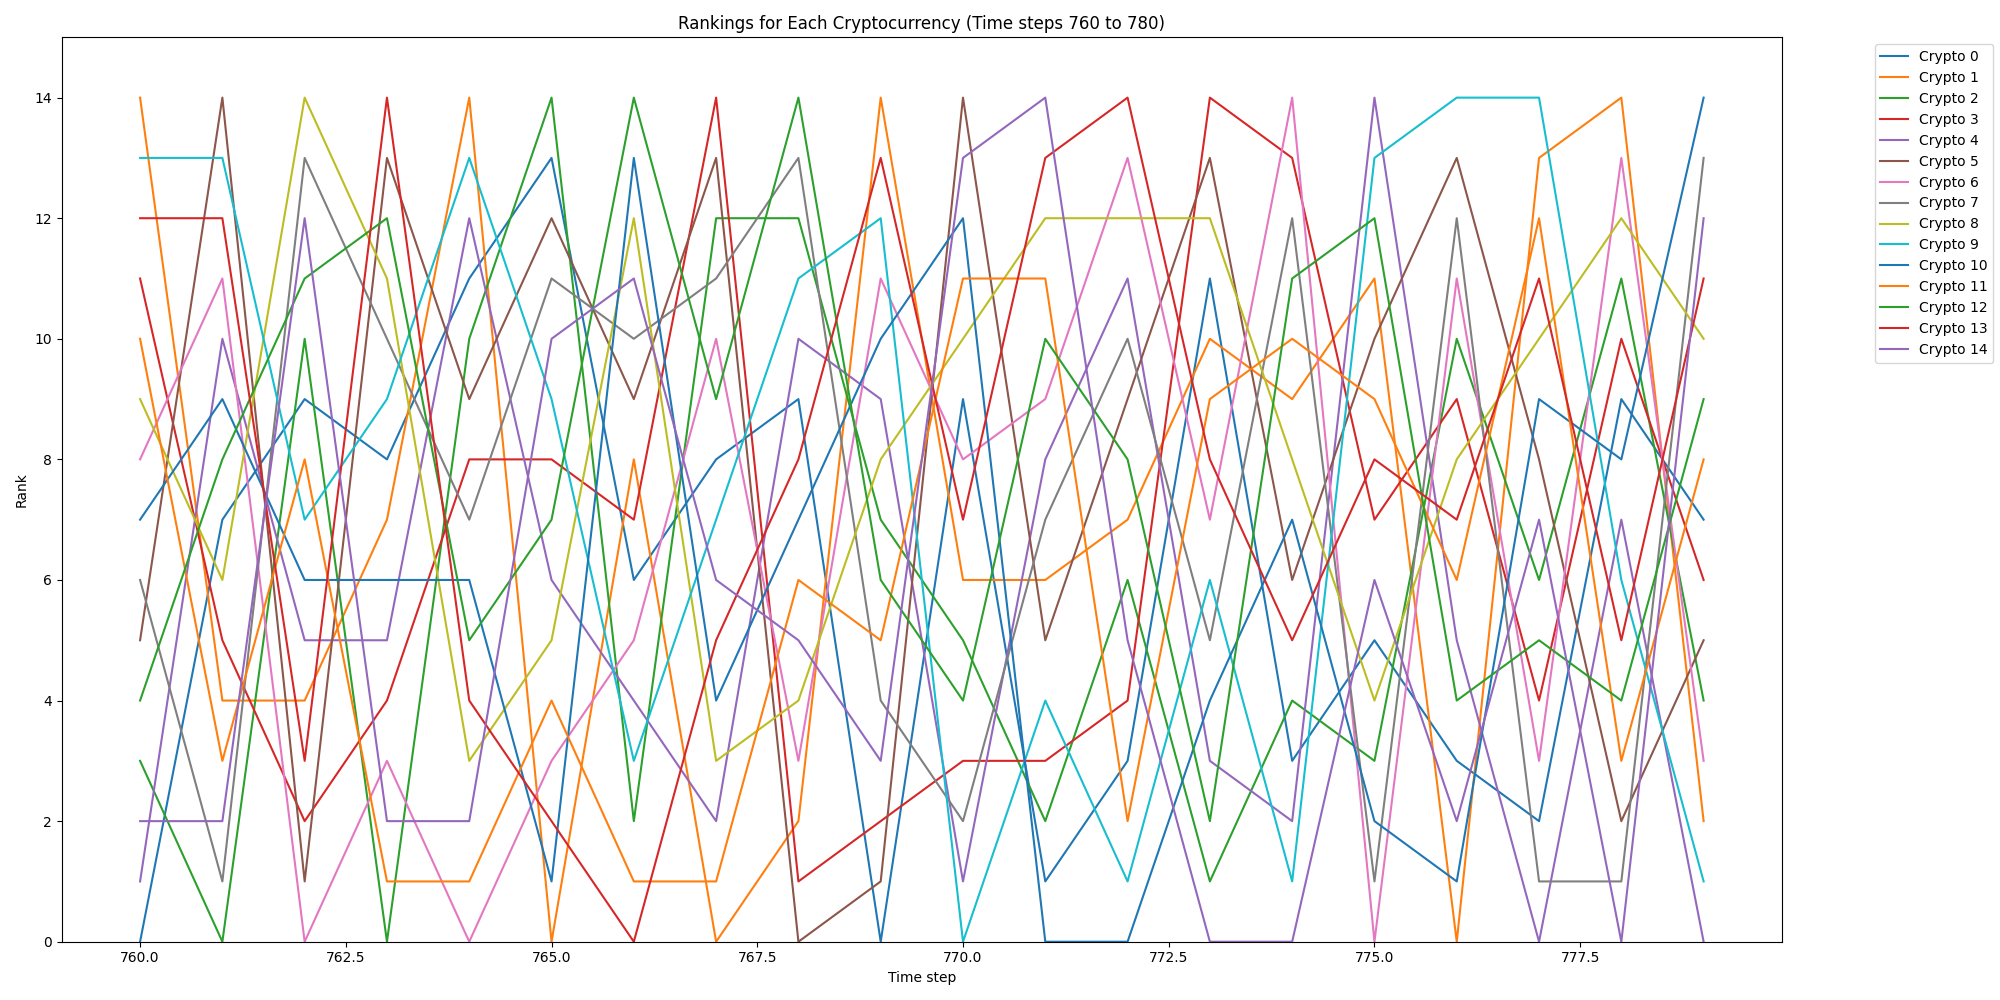 Rankings for Each Cryptocurrency (Time steps 760 to 780)
Rank
14
12
10
8
6
4
2
0
760.0 762.5 765.0 767.5 770.0 772.5 775.0 777.5
Time step
Crypto 0
Crypto 1
Crypto 2
Crypto 3
Crypto 4
Crypto 5
Crypto 6
Crypto 7
Crypto 8
Crypto 9
Crypto 10
Crypto 11
Crypto 12
Crypto 13
Crypto 14